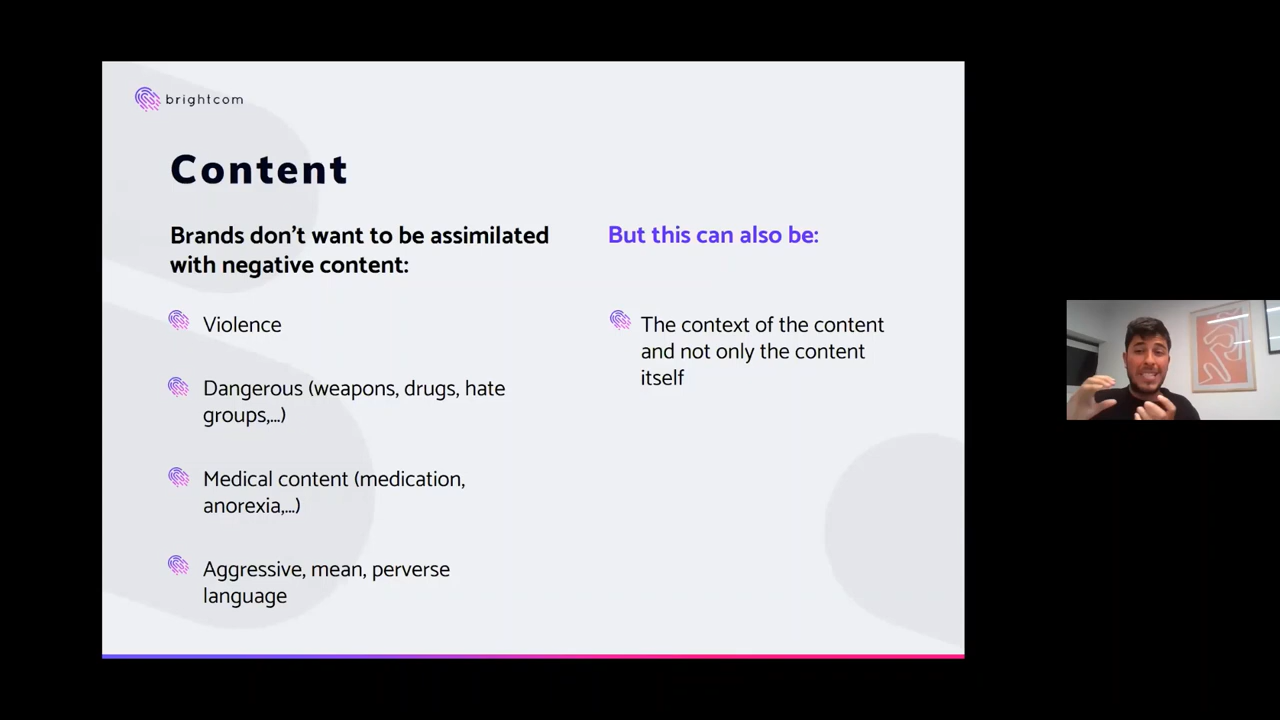 brightcom
Content
Brands don't want to be assimilated
with negative content:
Violence
Dangerous (weapons, drugs, hate
groups,...)
Medical content (medication,
anorexia,...)
Aggressive, mean, perverse
language
But this can also be:
The context of the content
and not only the content
itself